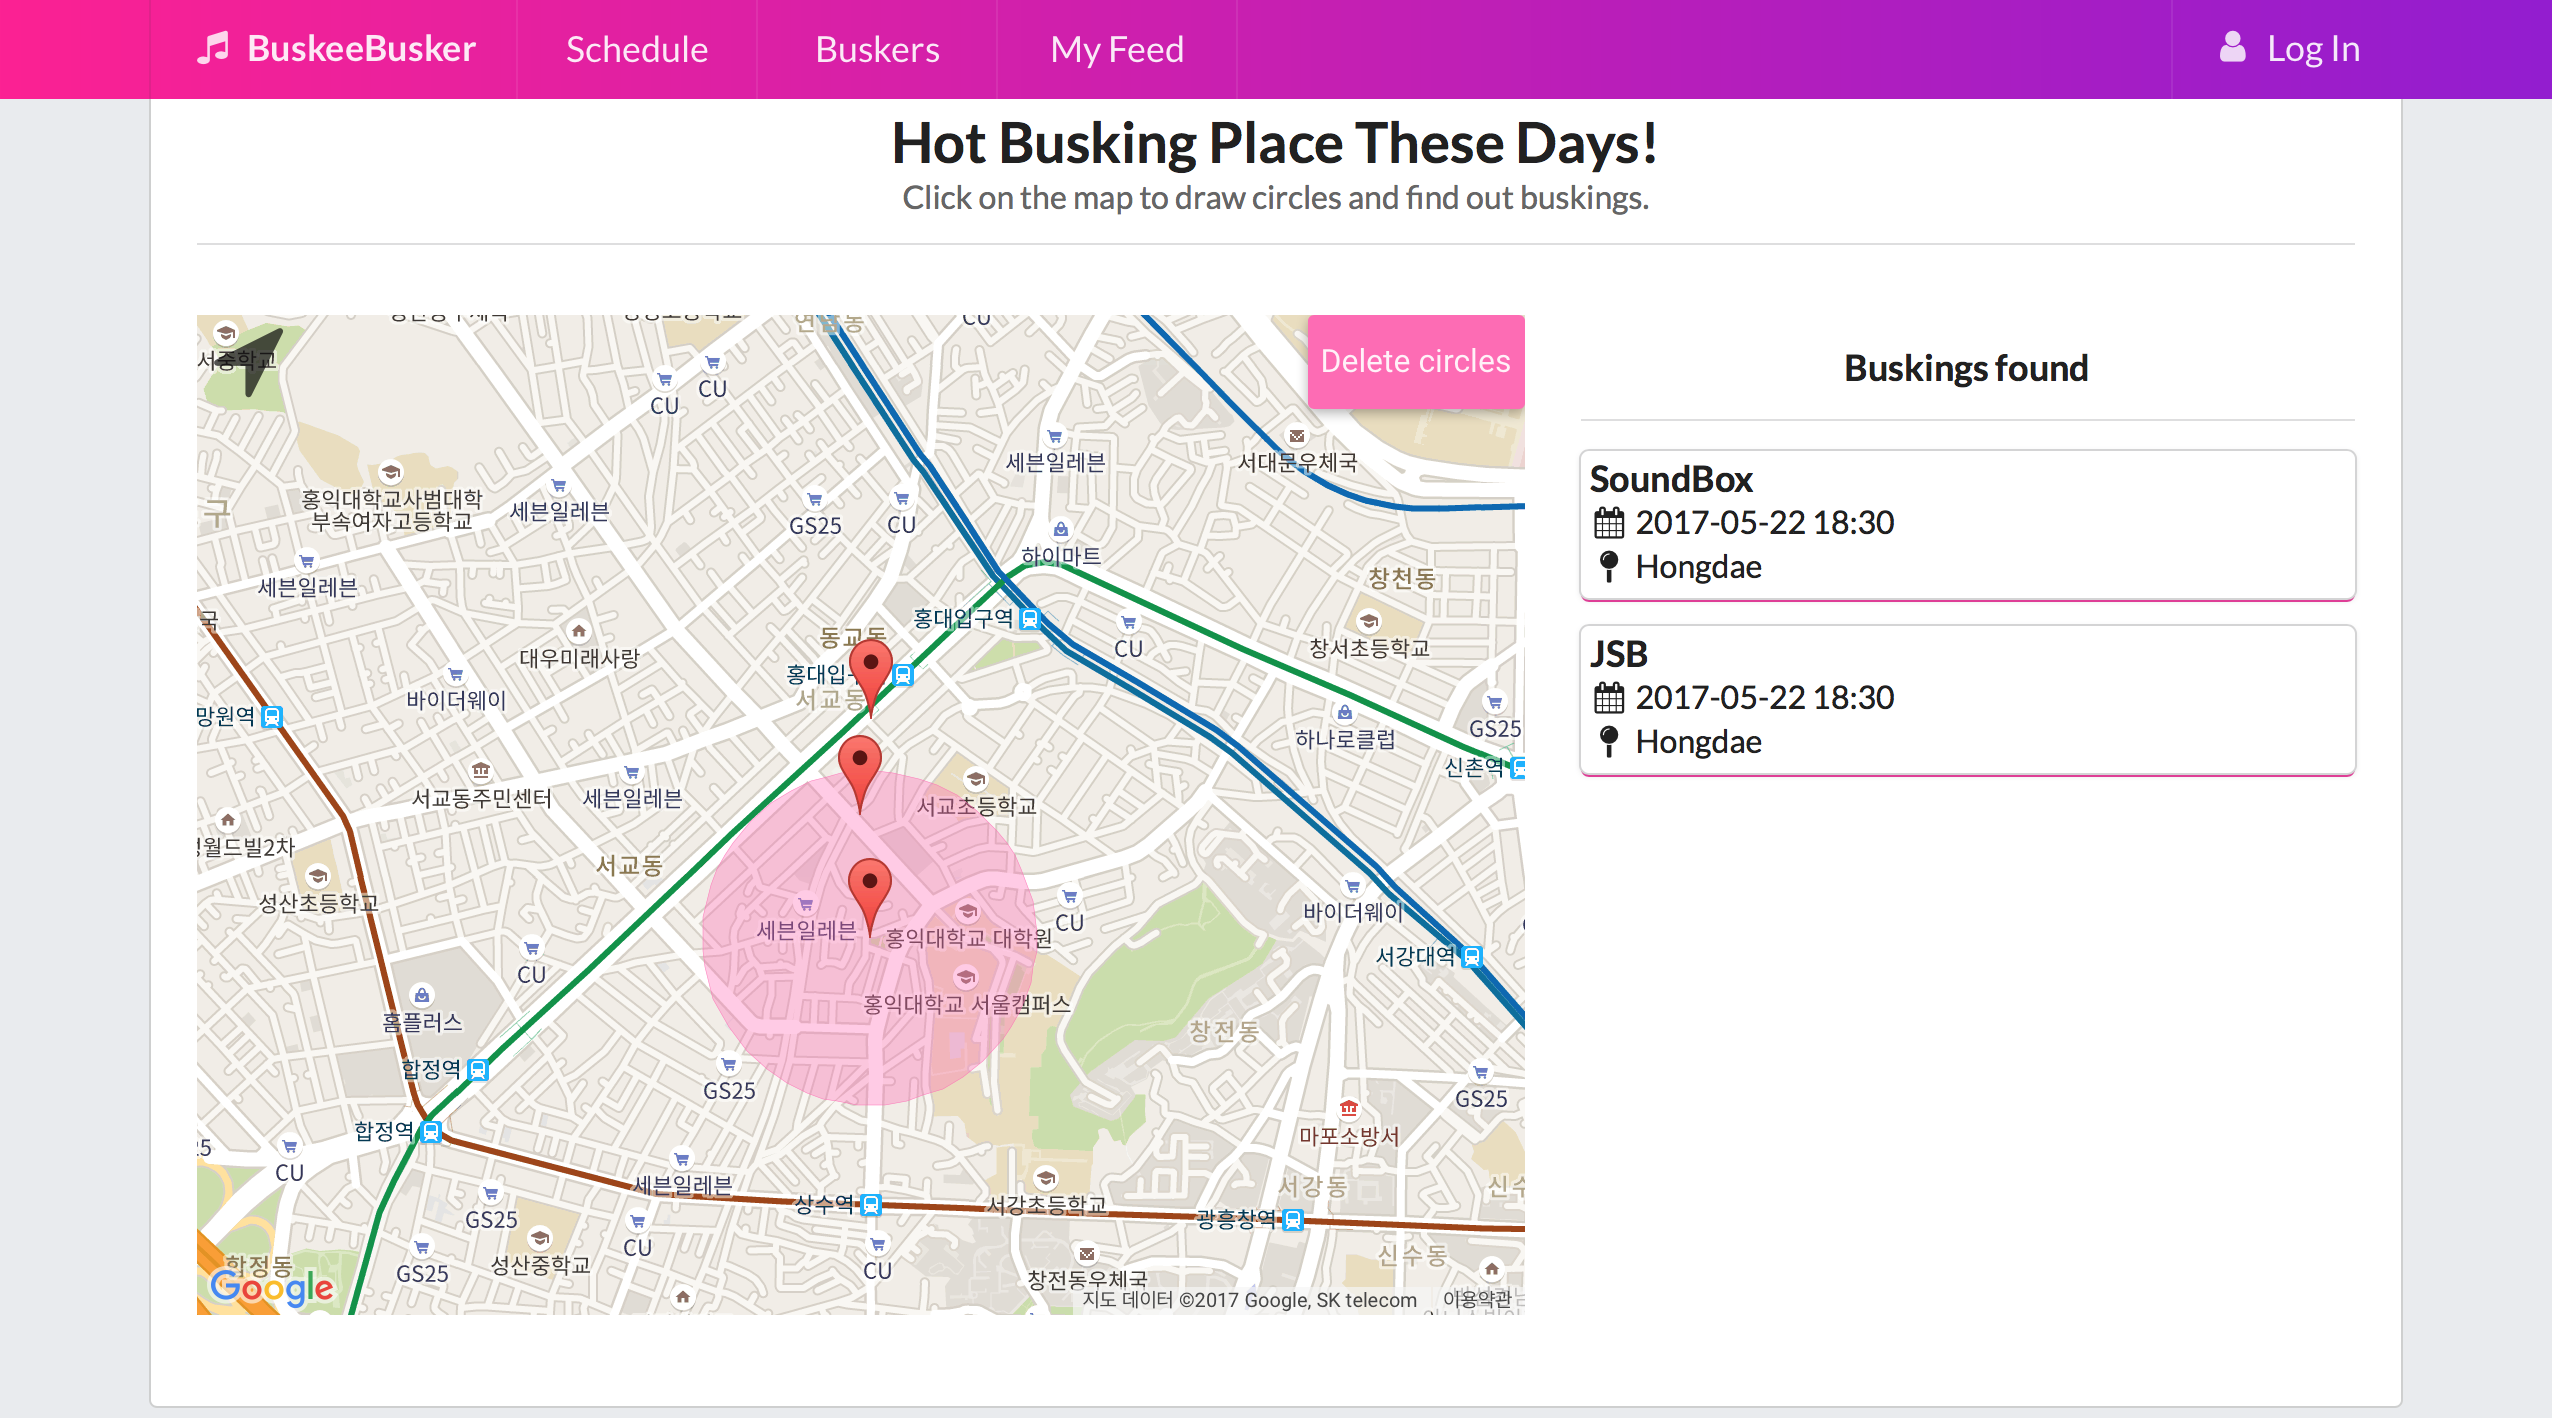 BuskeeBusker
Schedule
Buskers
My Feed
Log In
Hot Busking Place These Days!
Click on the map to draw circles and find out buskings.
CU
서중학교
CU
CU
Delete circles
세븐일레븐
서대문우체국
홍익대학교사범대학
부속여자고등학교
구
세븐일레븐
GS25
CU
하이마트
세븐일레븐
창천동
국
홍대입구역
동교동
CU
창서초등학교
대우미래사랑
서교동
바이더웨이
망원역
GS25
하나로클럽
신촌역
서교동주민센터
세븐일레븐
서교초등학교
성산초등학교
서교동
세븐일레븐
홍익대학교 대학원
CU
바이더웨이
서강대역
CU
홍익대학교 서울캠퍼스
홈플러스
창전동
합정역
GS25
GS25
합정역
마포소방서
CU
세븐일레븐
상수역
서강초등학교
서강동
광흥창역
GS25
CU
합정동
GS25
성산중학교
CU
창전동우체국
신수동
Google
지도 데이터 ©2017 Google, SK telecom
이용약관
Buskings found
SoundBox
2017-05-22 18:30
Hongdae
JSB
2017-05-22 18:30
Hongdae